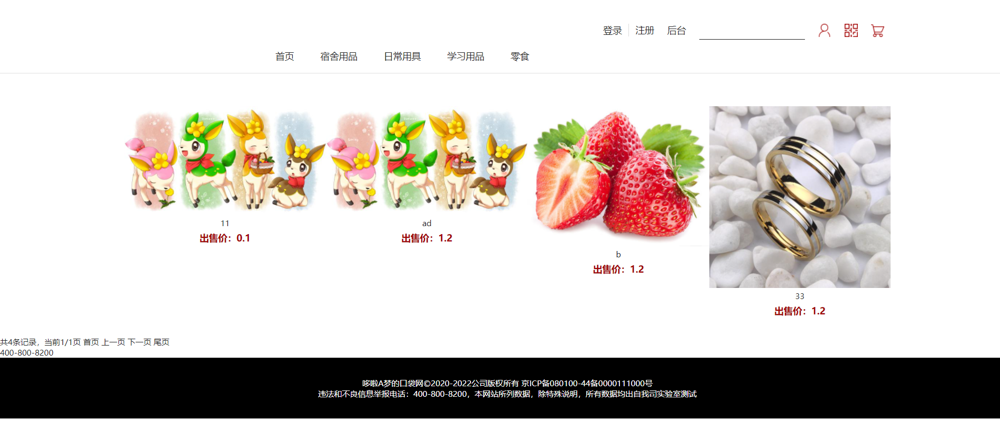 登录 注册 后台
首页 宿舍用品 日常用具 学习用品 零食
11
出售价：0.1
ad
出售价：1.2
b
出售价：1.2
33
出售价：1.2
共4条记录，当前1/1页 首页 上一页 下一页 尾页
400-800-8200
哆啦A梦的口袋网©2020-2022公司版权所有 京ICP备080100-44备0000111000号
违法和不良信息举报电话：400-800-8200，本网站所列数据，除特殊说明，所有数据均出自我司实验室测试